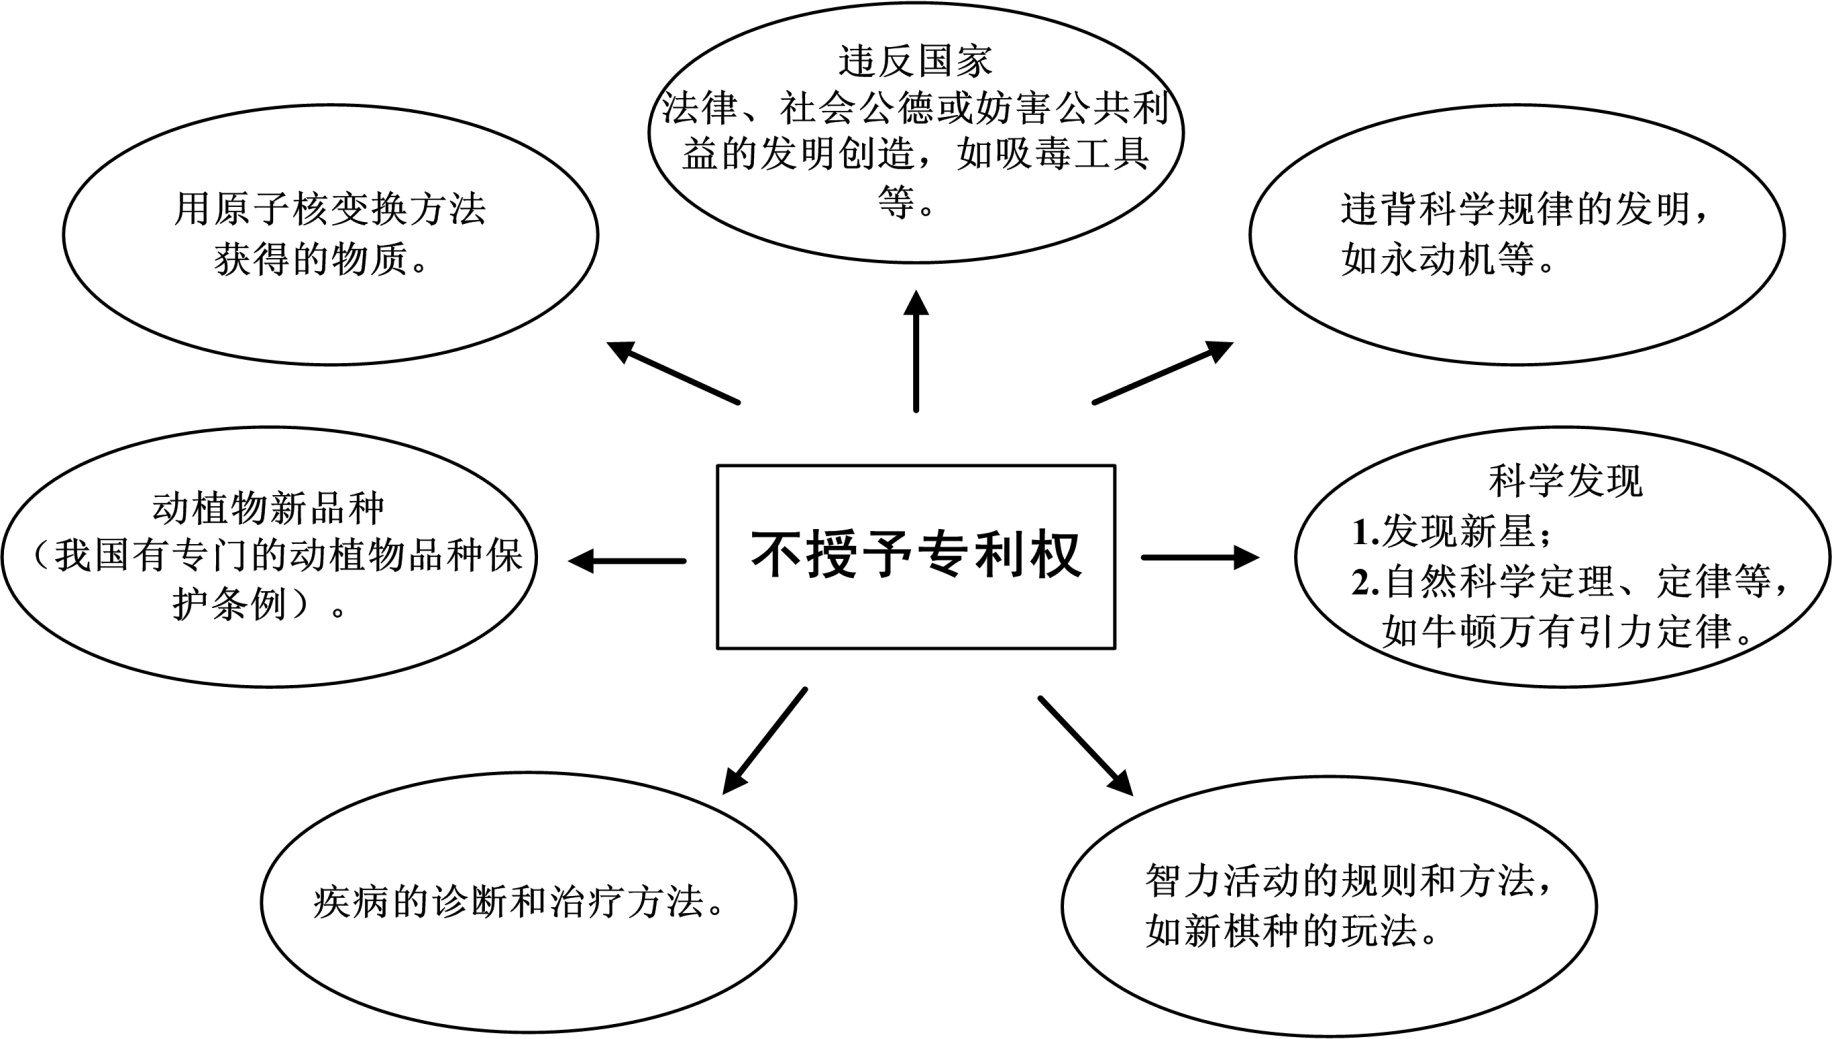 违反国家
法律、社会公德或妨害公共利
益的发明创造，如吸毒工具
等。
用原子核变换方法
获得的物质。
违背科学规律的发明，
如永动机等。
动植物新品种
（我国有专门的动植物品种保
护条例）。
不授予专利权
科学发现
1.发现新星；
2.自然科学定理、定律等，
如牛顿万有引力定律。
疾病的诊断和治疗方法。
智力活动的规则和方法，
如新棋种的玩法。